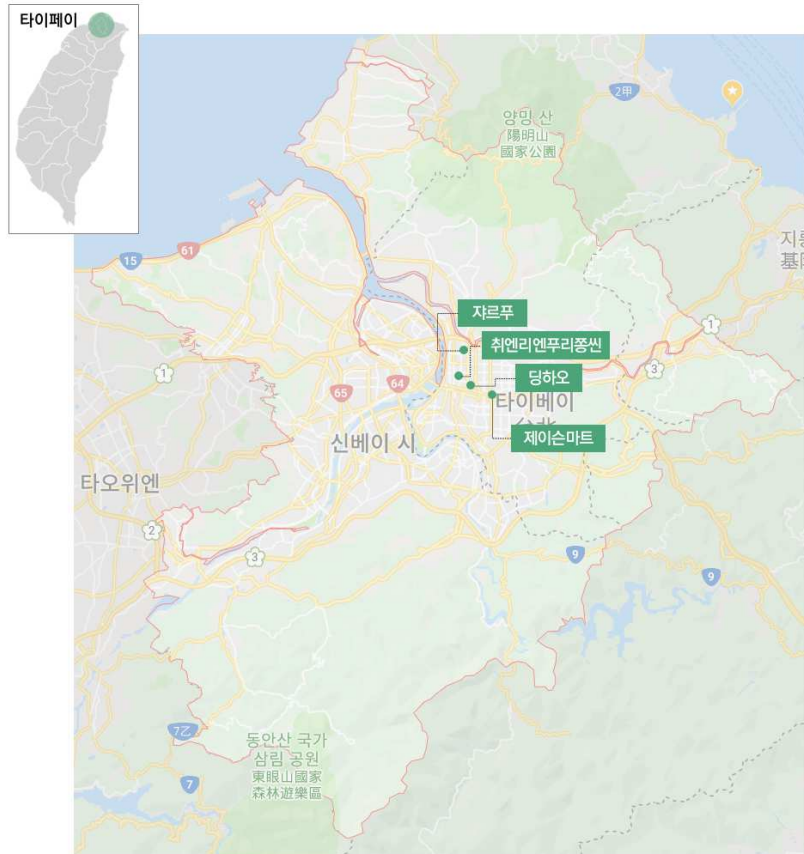 타이페이
2甲
양밍 산
陽明山
國家公園
지룽
基隆
61
15
쟈르푸
1
취엔리엔푸리쫑씬
3
딩하오
1
64
65
타이베이
제이슨마트
신베이 시
타오위엔
2
3
9
9
7乙
동안산 국가
삼림 공원
東眼山國家
森林遊樂區
7